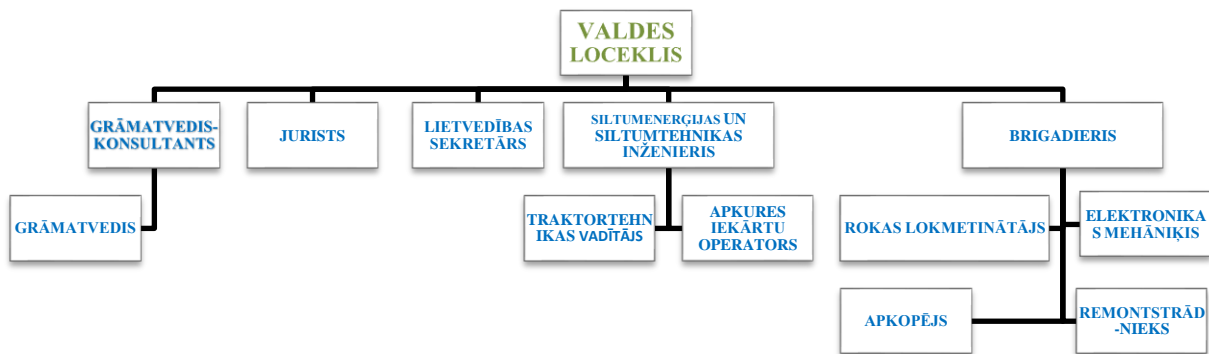 VALDES
LOCEKLIS
GRĀMATVEDIS-
KONSULTANTS
JURISTS
LIETVEDĪBAS
SEKRETĀRS
SILTUMENERĢIJAS UN
SILTUMTEHNIKAS
INŽENIERIS
BRIGADIERIS
GRĀMATVEDIS
TRAKTORTEHN
IKAS VADĪTĀJS
APKURES
IEKĀRTU
OPERATORS
ROKAS LOKMETINĀTĀJS
ELEKTRONIKA
S MEHĀNIĶIS
APKOPĒJS
REMONTSTRĀD
-NIEKS